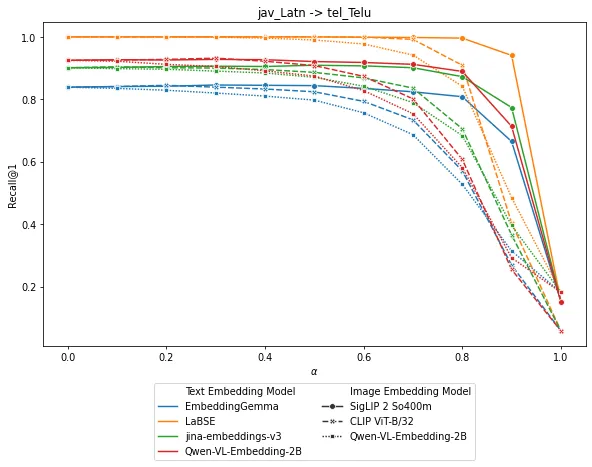 jav_Latn -> tel_Telu
Recall@1
1.0
0.8
0.6
0.4
0.2
0.0 0.2 0.4 0.6 0.8 1.0
α
Text Embedding Model
EmbeddingGemma
LaBSE
jina-embeddings-v3
Qwen-VL-Embedding-2B
Image Embedding Model
SigLIP 2 So400m
CLIP ViT-B/32
Qwen-VL-Embedding-2B